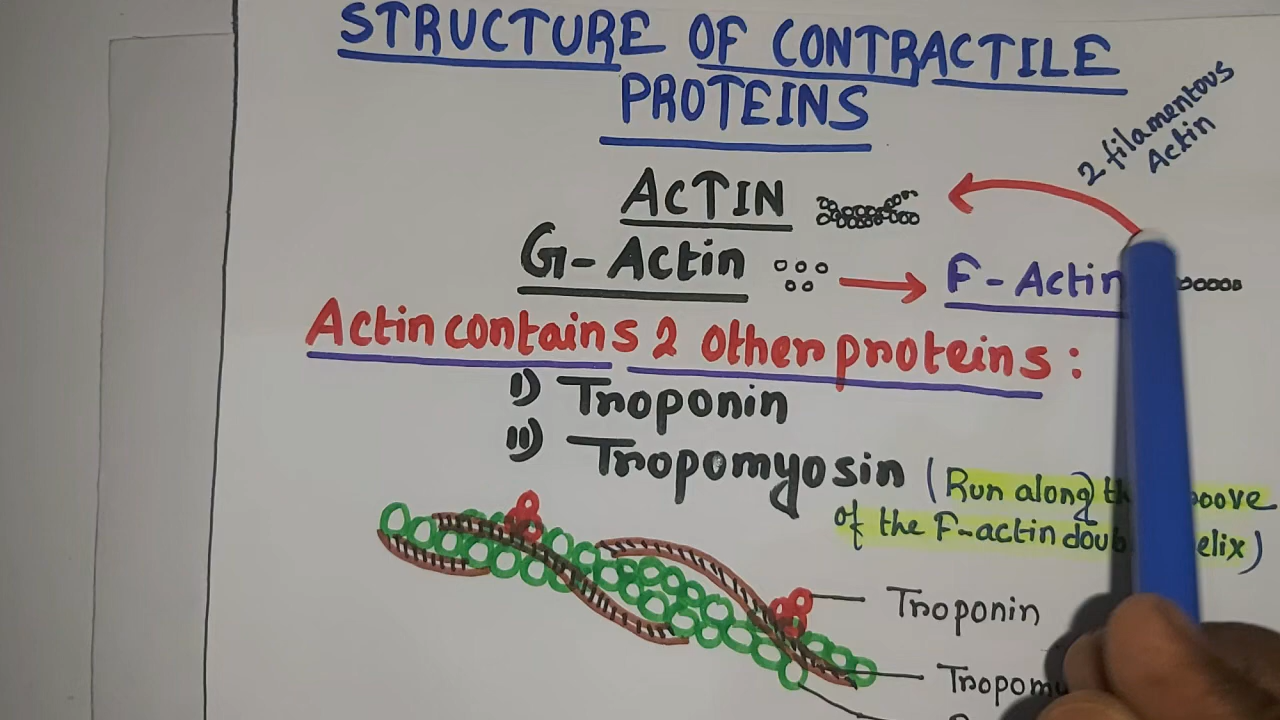 STRUCTURE OF CONTRACTILE
PROTEINS
2 filamentous
Actin
ACTIN
G-Actin
F-Actin
Actin contains 2 other proteins:
i) Troponin
ii) Tropomyosin (Run along
of the F-actin
Troponin